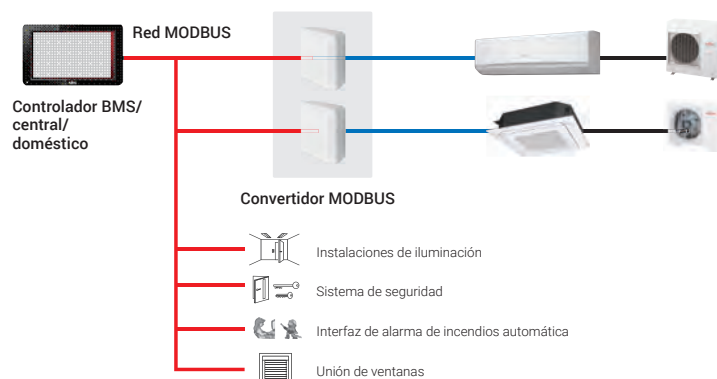 Red MODBUS
Controlador BMS/
central/
doméstico
Convertidor MODBUS
Instalaciones de iluminación
Sistema de seguridad
Interfaz de alarma de incendios automática
Unión de ventanas